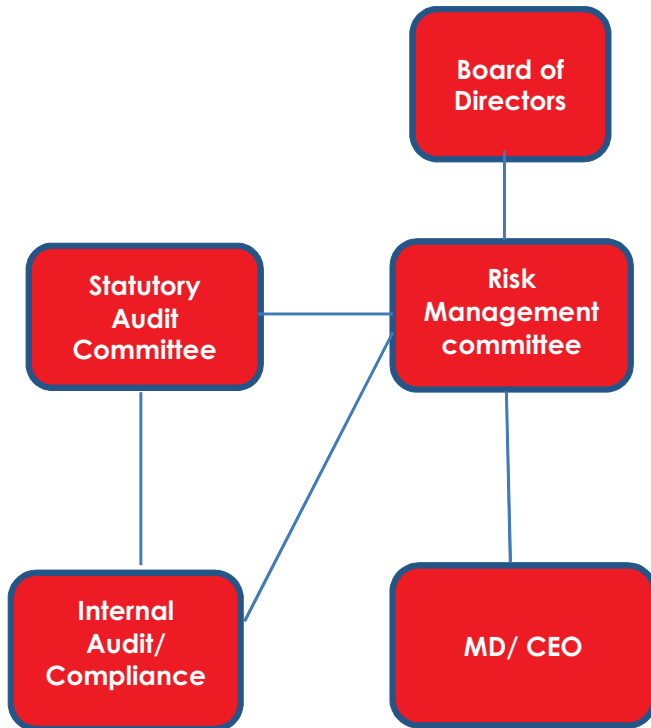 Board of
Directors
Statutory
Audit
Committee
Risk
Management
committee
Internal
Audit/
Compliance
MD/ CEO